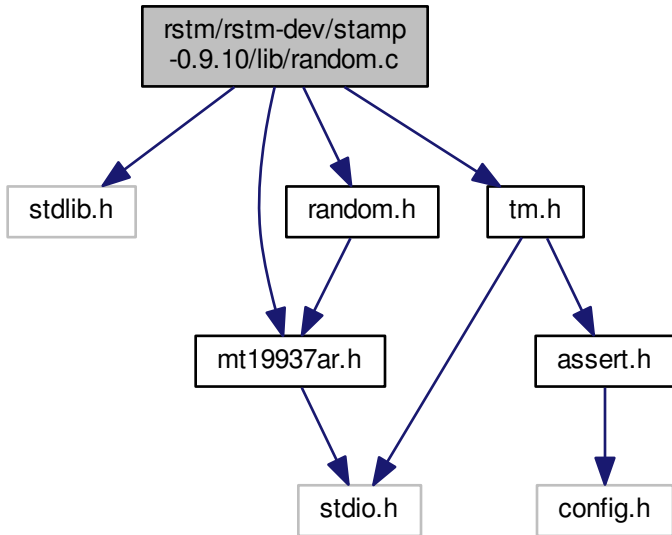 rstm/rstm-dev/stamp
-0.9.10/lib/random.c
stdlib.h
random.h
tm.h
mt19937ar.h
assert.h
stdio.h
config.h